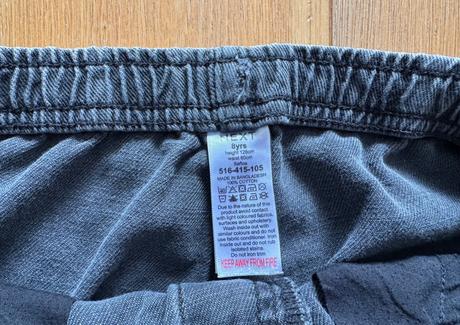 NEXT
8yrs
height 128cm
waist 60cm
516-415-105
MADE IN BANGLADESH
100% COTTON
Due to the nature of this
product avoid contact
with light coloured fabrics,
surfaces and upholstery.
Wash inside out with
similar colours and do not
use fabric conditioner. Iron
inside out and do not rub
isolated stains.
Do not iron trim
KEEP AWAY FROM FIRE